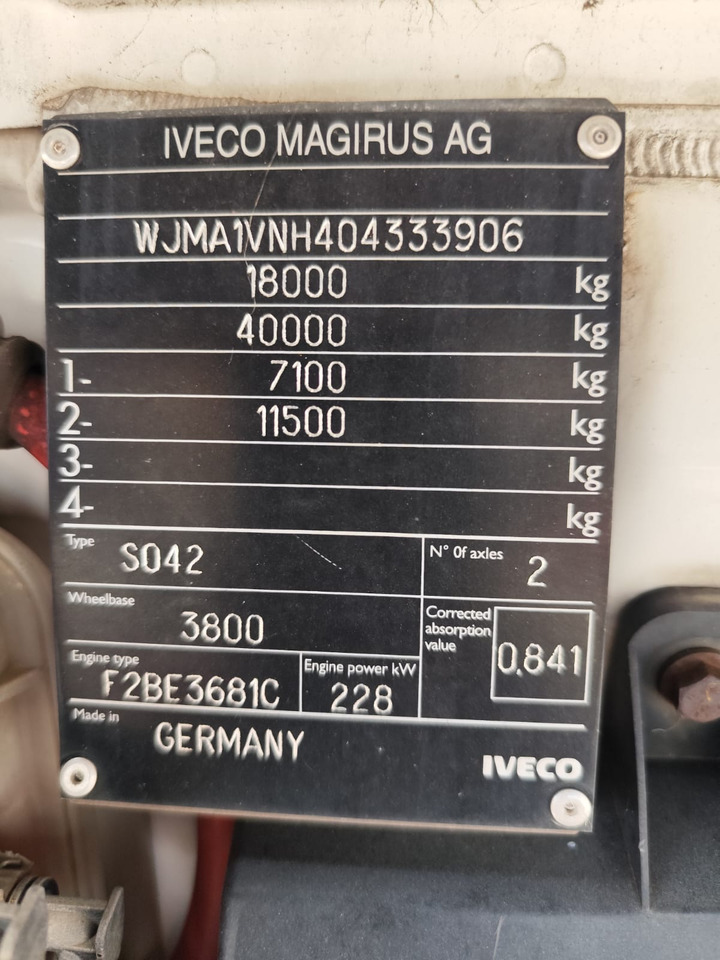 IVECO MAGIRUS AG
WJMA1VNH404333906
18000 kg
40000 kg
1- 7100 kg
2- 11500 kg
3- kg
4- kg
Type S042 N° Of axles 2
Wheelbase 3800 Corrected absorption value 0.841
Engine type F2BE3681C Engine power kW 228
Made in GERMANY
IVECO